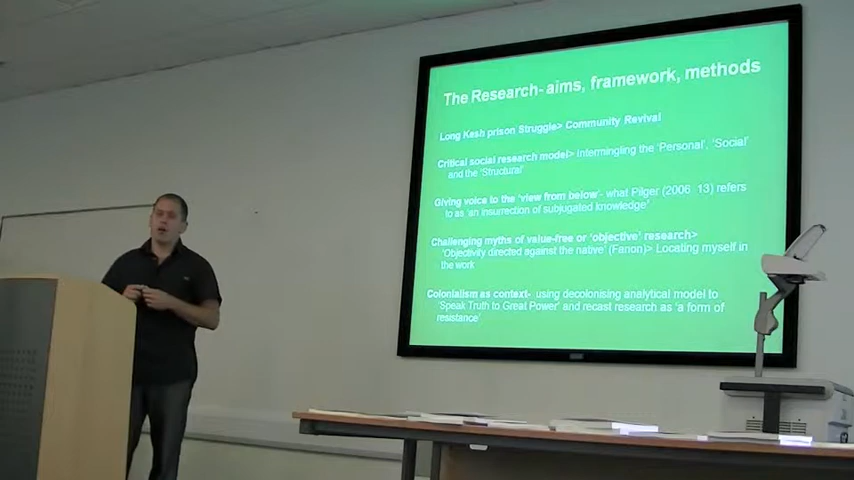 The Research- aims, framework, methods
Long Kesh prison Struggle> Community Revival
Critical social research model> Intermingling the 'Personal', 'Social'
and the 'Structural'
Giving voice to the 'view from below'- what Pilger (2006: 13) refers
to as 'an insurrection of subjugated knowledge'
Challenging myths of value-free or 'objective' research>
'Objectivity directed against the native' (Fanon)> Locating myself in
the work
Colonialism as context- using decolonising analytical model to
'Speak Truth to Great Power' and recast research as 'a form of
resistance'